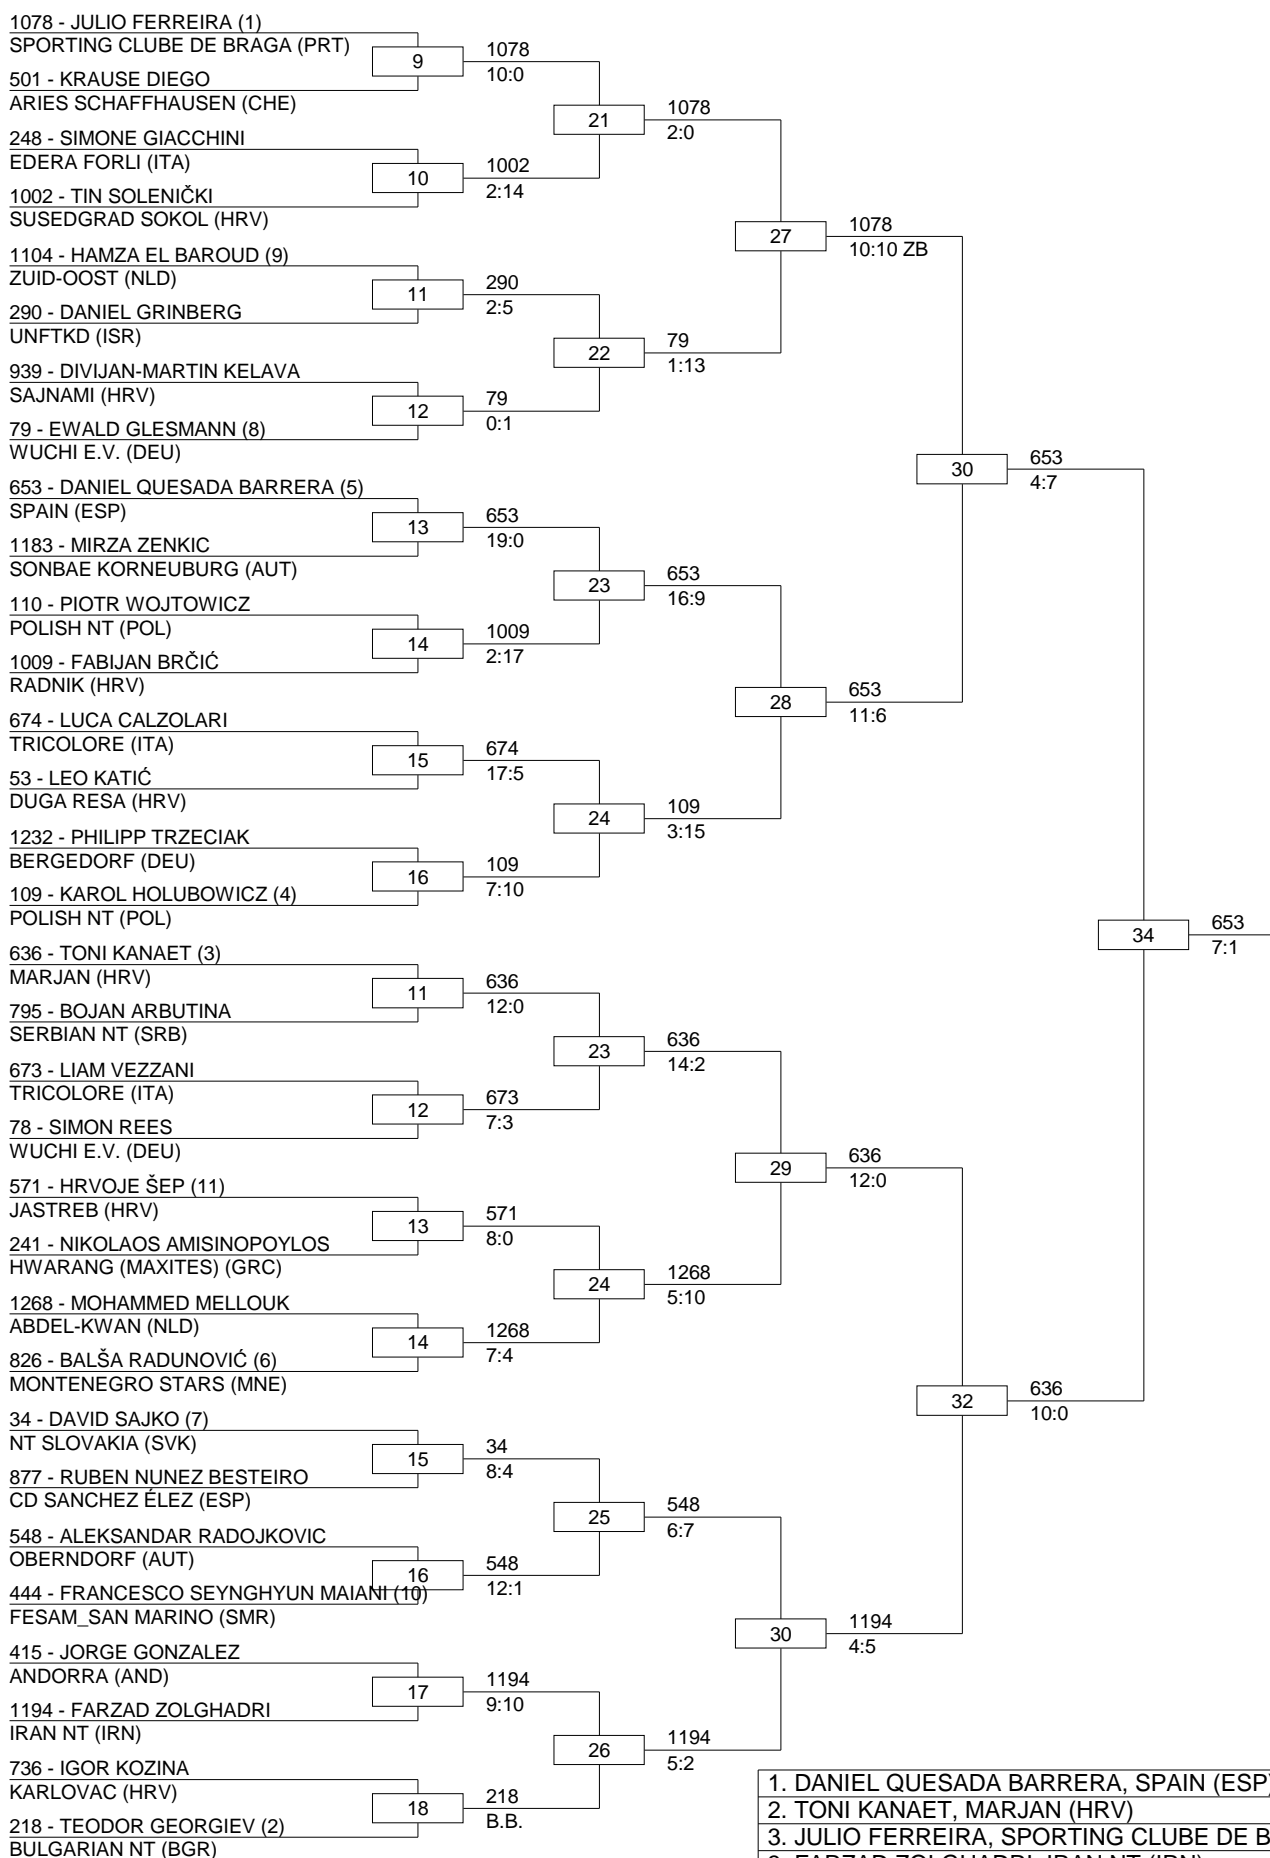 1078 - JULIO FERREIRA (1)
SPORTING CLUBE DE BRAGA (PRT)
501 - KRAUSE DIEGO
ARIES SCHAFFHAUSEN (CHE)
248 - SIMONE GIACCHINI
EDERA FORLI (ITA)
1002 - TIN SOLENIČKI
SUSEDGRAD SOKOL (HRV)
1104 - HAMZA EL BAROUD (9)
ZUID-OOST (NLD)
290 - DANIEL GRINBERG
UNFTKD (ISR)
939 - DIVIJAN-MARTIN KELAVA
SAJNAMI (HRV)
79 - EWALD GLESMANN (8)
WUCHI E.V. (DEU)
653 - DANIEL QUESADA BARRERA (5)
SPAIN (ESP)
1183 - MIRZA ZENKIC
SONBAE KORNEUBURG (AUT)
110 - PIOTR WOJTOWICZ
POLISH NT (POL)
1009 - FABIJAN BRČIĆ
RADNIK (HRV)
674 - LUCA CALZOLARI
TRICOLORE (ITA)
53 - LEO KATIĆ
DUGA RESA (HRV)
1232 - PHILIPP TRZECIAK
BERGEDORF (DEU)
109 - KAROL HOLUBOWICZ (4)
POLISH NT (POL)
636 - TONI KANAET (3)
MARJAN (HRV)
795 - BOJAN ARBUTINA
SERBIAN NT (SRB)
673 - LIAM VEZZANI
TRICOLORE (ITA)
78 - SIMON REES
WUCHI E.V. (DEU)
571 - HRVOJE ŠEP (11)
JASTREB (HRV)
241 - NIKOLAOS AMISINOPOYLOS
HWARANG (MAXITES) (GRC)
1268 - MOHAMMED MELLOUK
ABDEL-KWAN (NLD)
826 - BALŠA RADUNOVIĆ (6)
MONTENEGRO STARS (MNE)
34 - DAVID SAJKO (7)
NT SLOVAKIA (SVK)
877 - RUBEN NUNEZ BESTEIRO
CD SANCHEZ ÉLEZ (ESP)
548 - ALEKSANDAR RADOJKOVIC
OBERNDORF (AUT)
444 - FRANCESCO SEYNGHYUN MAIANI (10)
FESAM_SAN MARINO (SMR)
415 - JORGE GONZALEZ
ANDORRA (AND)
1194 - FARZAD ZOLGHADRI
IRAN NT (IRN)
736 - IGOR KOZINA
KARLOVAC (HRV)
218 - TEODOR GEORGIEV (2)
BULGARIAN NT (BGR)
9
1078
10:0
10
1002
2:14
11
290
2:5
12
79
0:1
13
653
19:0
14
1009
2:17
15
674
17:5
16
109
7:10
11
636
12:0
12
673
7:3
13
571
8:0
14
1268
7:4
15
34
8:4
16
548
12:1
17
1194
9:10
18
218
B.B.
21
1078
2:0
22
79
1:13
23
653
16:9
24
109
3:15
23
636
14:2
24
1268
5:10
25
548
6:7
26
1194
5:2
27
1078
10:10 ZB
28
653
11:6
29
636
12:0
30
1194
4:5
30
653
4:7
32
636
10:0
34
653
7:1
1. DANIEL QUESADA BARRERA, SPAIN (ESP)
2. TONI KANAET, MARJAN (HRV)
3. JULIO FERREIRA, SPORTING CLUBE DE B
3. FARZAD ZOLGHADRI, IRAN NT (IRN)